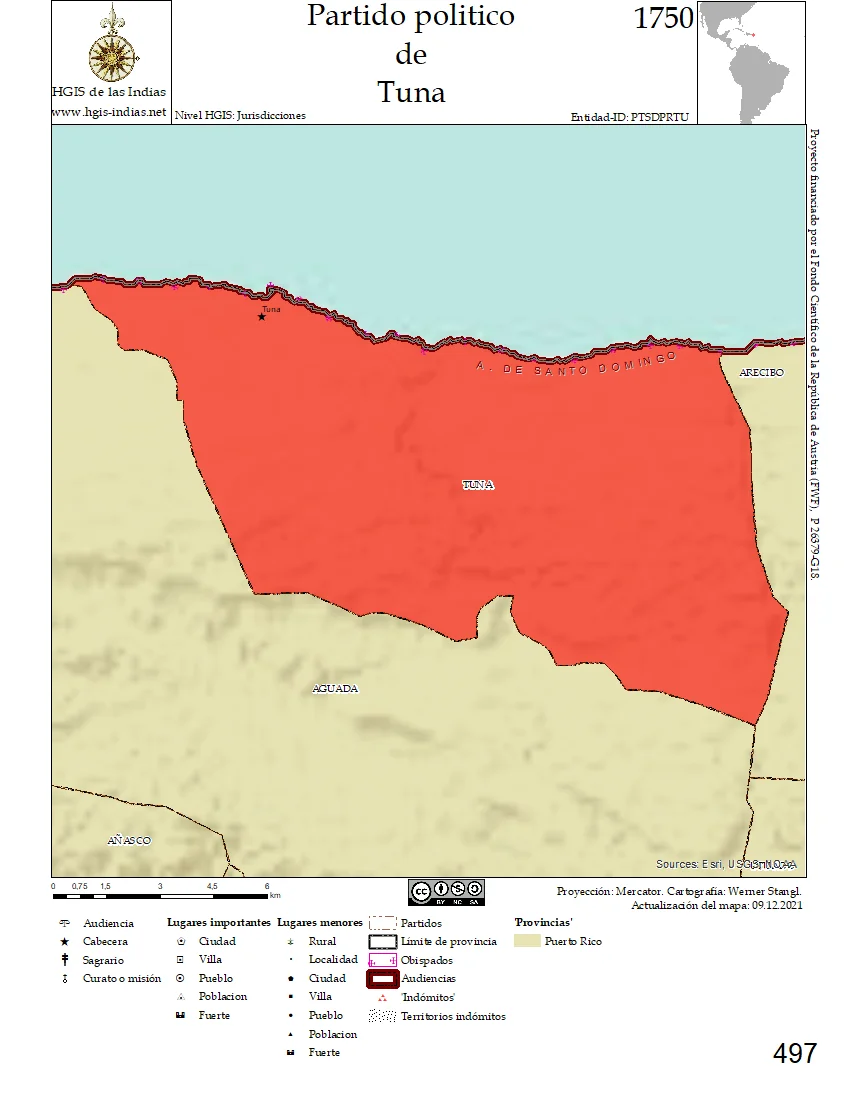 Partido politico
de
Tuna
1750
HGIS de las Indias
www.hgis-indias.net
Nivel HGIS: Jurisdicciones
Entidad-ID: PTSDPRTU
Proyecto financiado por el Fondo Científico de la República de Austria (FWF), P 26379-G18.
Tuna
A. DE SANTO DOMINGO
ARECIBO
TUNA
AGUADA
AÑASCO
Sources: Esri, USGS, NOAA
0 0,75 1,5 3 4,5 6
km
CC BY NC SA
Proyección: Mercator. Cartografía: Werner Stangl.
Actualización del mapa: 09.12.2021
Audiencia
Cabecera
Sagrario
Curato o misión
Lugares importantes
Ciudad
Villa
Pueblo
Poblacion
Fuerte
Lugares menores
Rural
Localidad
Ciudad
Villa
Pueblo
Poblacion
Fuerte
Partidos
Límite de provincia
Obispados
Audiencias
'Indómitos'
Territorios indómitos
'Provincias'
Puerto Rico
497